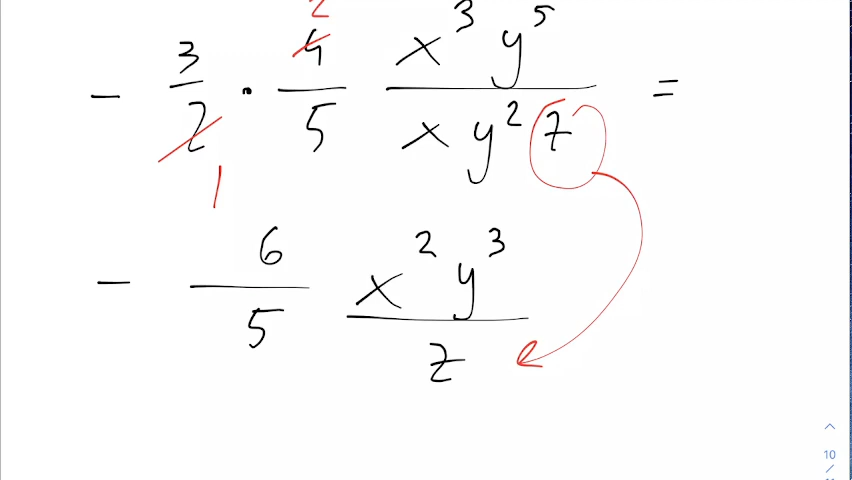 2
- 3/2 · 4/5 x³y⁵/xy²z =
1
- 6/5 x²y³/z
10
/